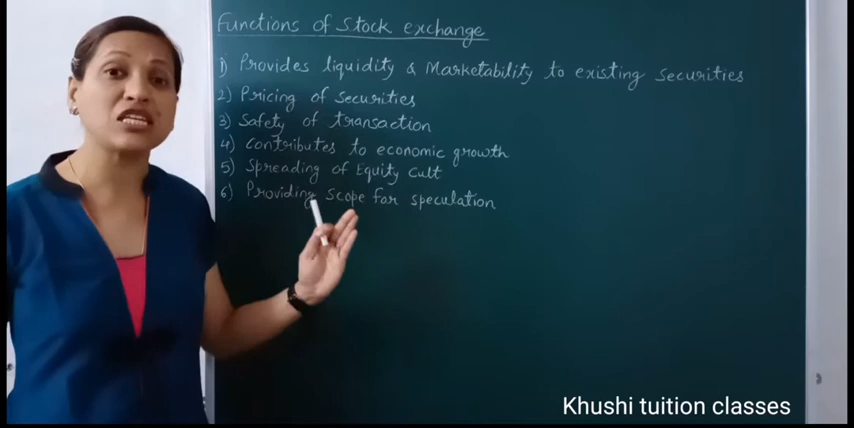 Functions of Stock exchange
1) Provides liquidity & Marketability to existing Securities
2) Pricing of Securities
3) Safety of transaction
4) Contributes to economic growth
5) Spreading of Equity Cult
6) Providing Scope for speculation
Khushi tuition classes